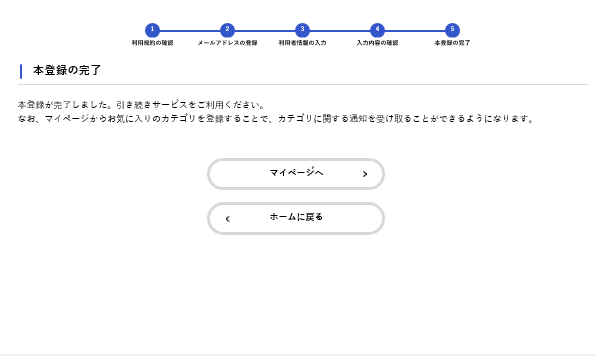 1 2 3 4 5
利用規約の確認 メールアドレスの登録 利用者情報の入力 入力内容の確認 本登録の完了
本登録の完了
本登録が完了しました。引き続きサービスをご利用ください。
なお、マイページからお気に入りのカテゴリを登録することで、カテゴリに関する通知を受け取ることができるようになります。
マイページへ
ホームに戻る